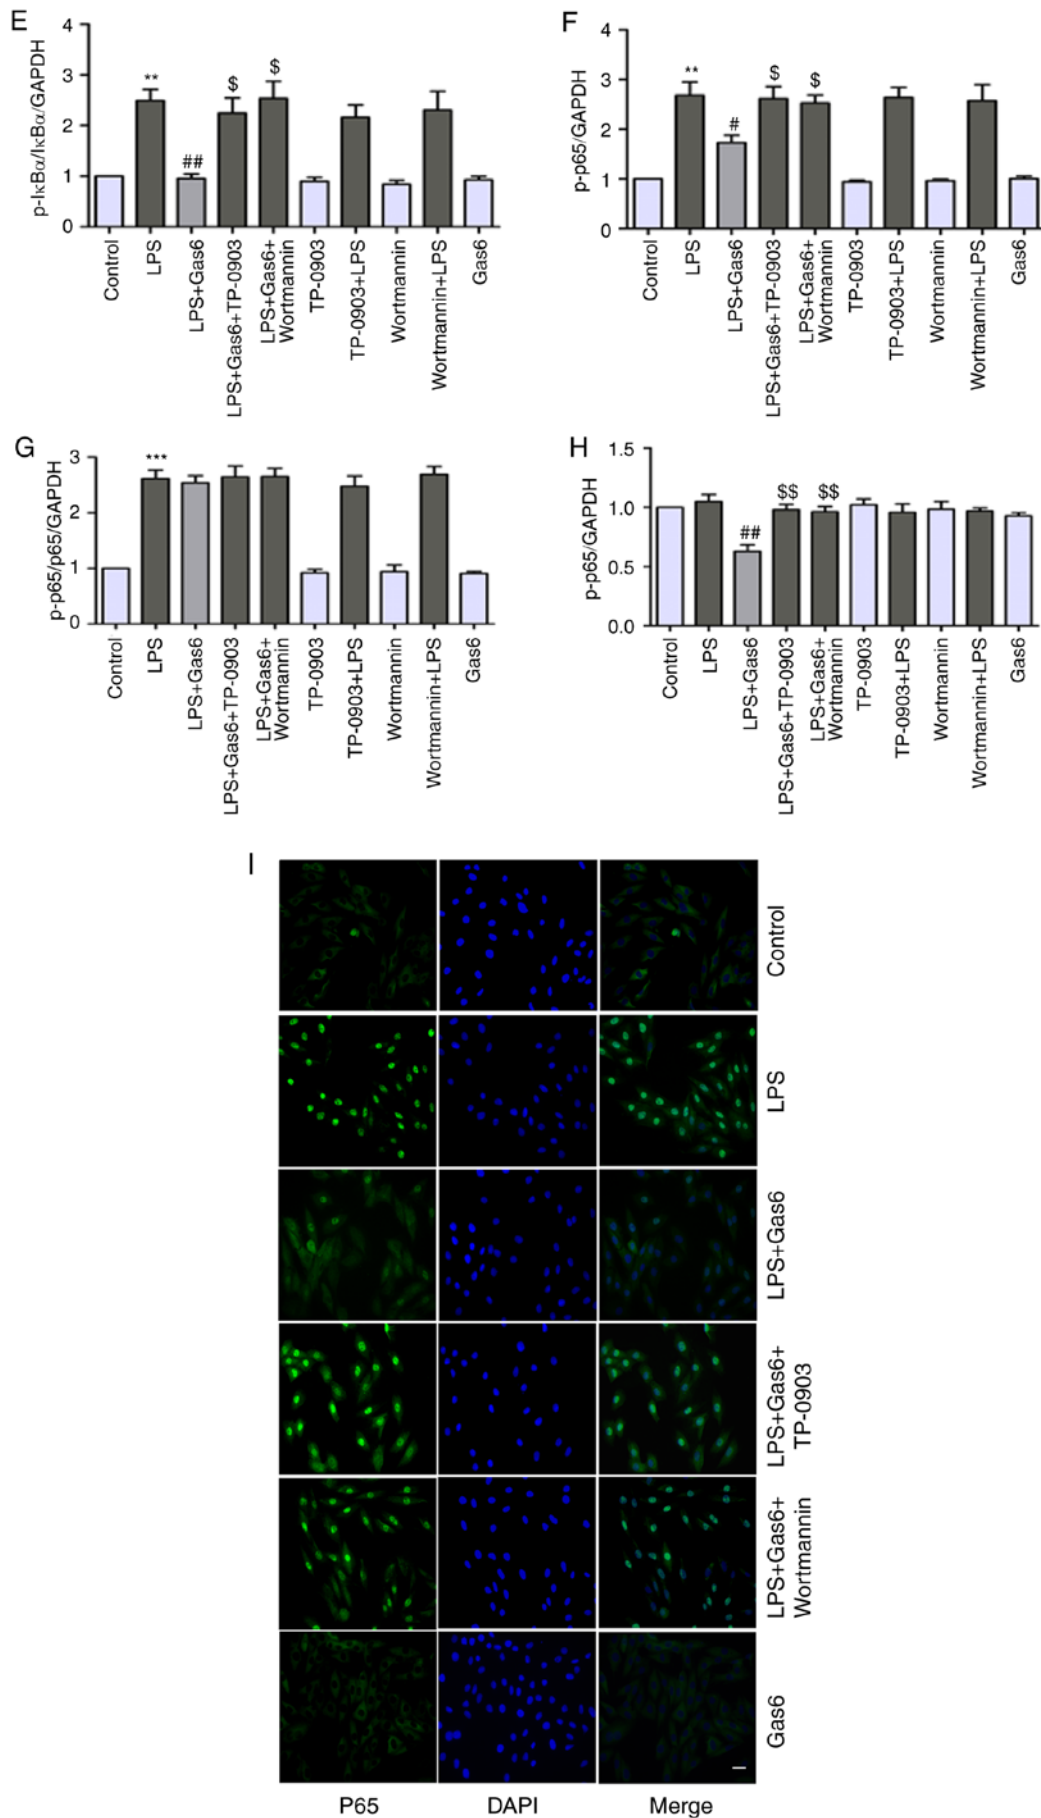 E
p-IκBα/IκBα/GAPDH
4
3
2
1
0
**
##
$
$
Control
LPS
LPS+Gas6
LPS+Gas6+TP-0903
LPS+Gas6+
Wortmannin
TP-0903
TP-0903+LPS
Wortmannin
Wortmannin+LPS
Gas6
F
p-p65/GAPDH
4
3
2
1
0
**
#
$
$
Control
LPS
LPS+Gas6
LPS+Gas6+TP-0903
LPS+Gas6+
Wortmannin
TP-0903
TP-0903+LPS
Wortmannin
Wortmannin+LPS
Gas6
G
p-p65/p65/GAPDH
3
2
1
0
***
Control
LPS
LPS+Gas6
LPS+Gas6+TP-0903
LPS+Gas6+
Wortmannin
TP-0903
TP-0903+LPS
Wortmannin
Wortmannin+LPS
Gas6
H
p-p65/GAPDH
1.5
1.0
0.5
0.0
##
$$
$$
Control
LPS
LPS+Gas6
LPS+Gas6+TP-0903
LPS+Gas6+
Wortmannin
TP-0903
TP-0903+LPS
Wortmannin
Wortmannin+LPS
Gas6
I
Control
LPS
LPS+Gas6
LPS+Gas6+
TP-0903
LPS+Gas6+
Wortmannin
Gas6
P65
DAPI
Merge